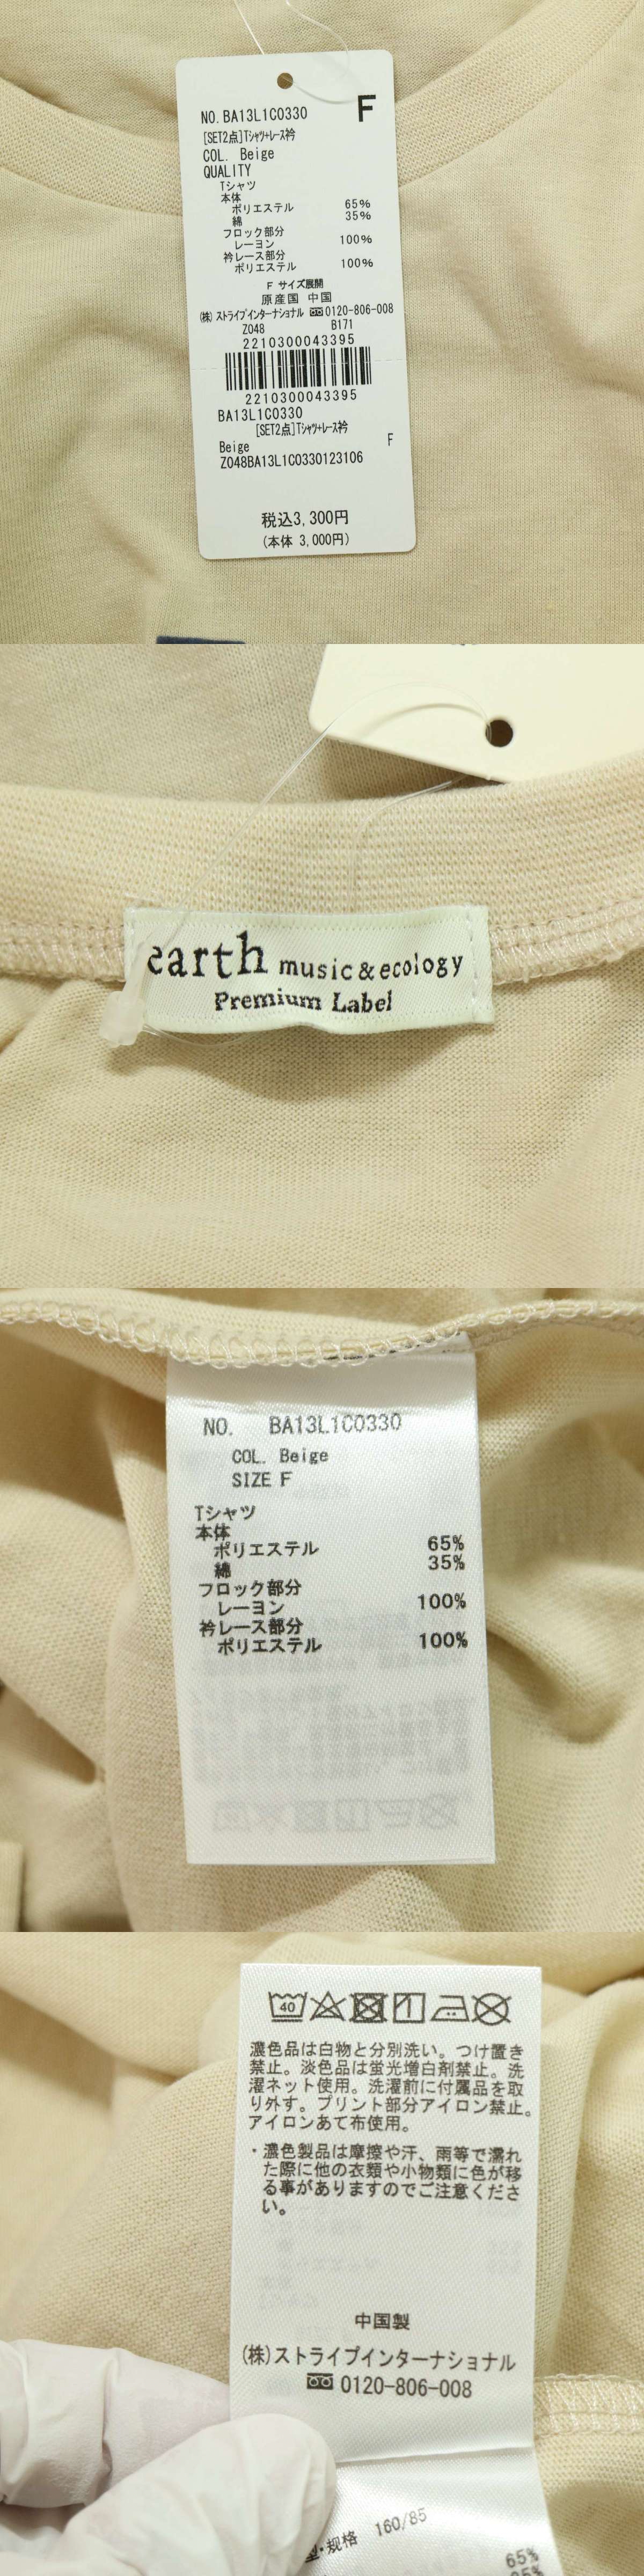 NO.BA13L1C0330 F
[SET2点]Tシャツ+レース衿
COL. Beige
QUALITY
Tシャツ
本体
ポリエステル 65%
綿 35%
フロック部分
レーヨン 100%
衿レース部分
ポリエステル 100%
F サイズ展開
原産国 中国
(株) ストライプインターナショナル 0120-806-008
Z048 B171
2210300043395
2210300043395
BA13L1C0330
[SET2点]Tシャツ+レース衿
Beige F
Z048BA13L1C0330123106
税込3,300円
(本体 3,000円)
earth music&ecology
Premium Label
NO. BA13L1C0330
COL. Beige
SIZE F
Tシャツ
本体
ポリエステル 65%
綿 35%
フロック部分
レーヨン 100%
衿レース部分
ポリエステル 100%
40
濃色品は白物と分別洗い。つけ置き
禁止。淡色品は蛍光増白剤禁止。洗
濯ネット使用。洗濯前に付属品を取
り外す。プリント部分アイロン禁止。
アイロンあて布使用。
・濃色製品は摩擦や汗、雨等で濡れ
た際に他の衣類や小物類に色が移
る事がありますのでご注意くださ
い。
中国製
(株)ストライプインターナショナル
0120-806-008
型・规格 160/85
65%